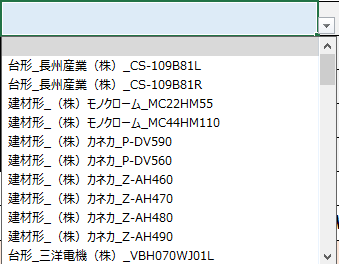 台形_長州産業（株）_CS-109B81L
台形_長州産業（株）_CS-109B81R
建材形_（株）モノクローム_MC22HM55
建材形_（株）モノクローム_MC44HM110
建材形_（株）カネカ_P-DV590
建材形_（株）カネカ_P-DV560
建材形_（株）カネカ_Z-AH460
建材形_（株）カネカ_Z-AH470
建材形_（株）カネカ_Z-AH480
建材形_（株）カネカ_Z-AH490
台形_三洋電機（株）_VBH070WJ01L